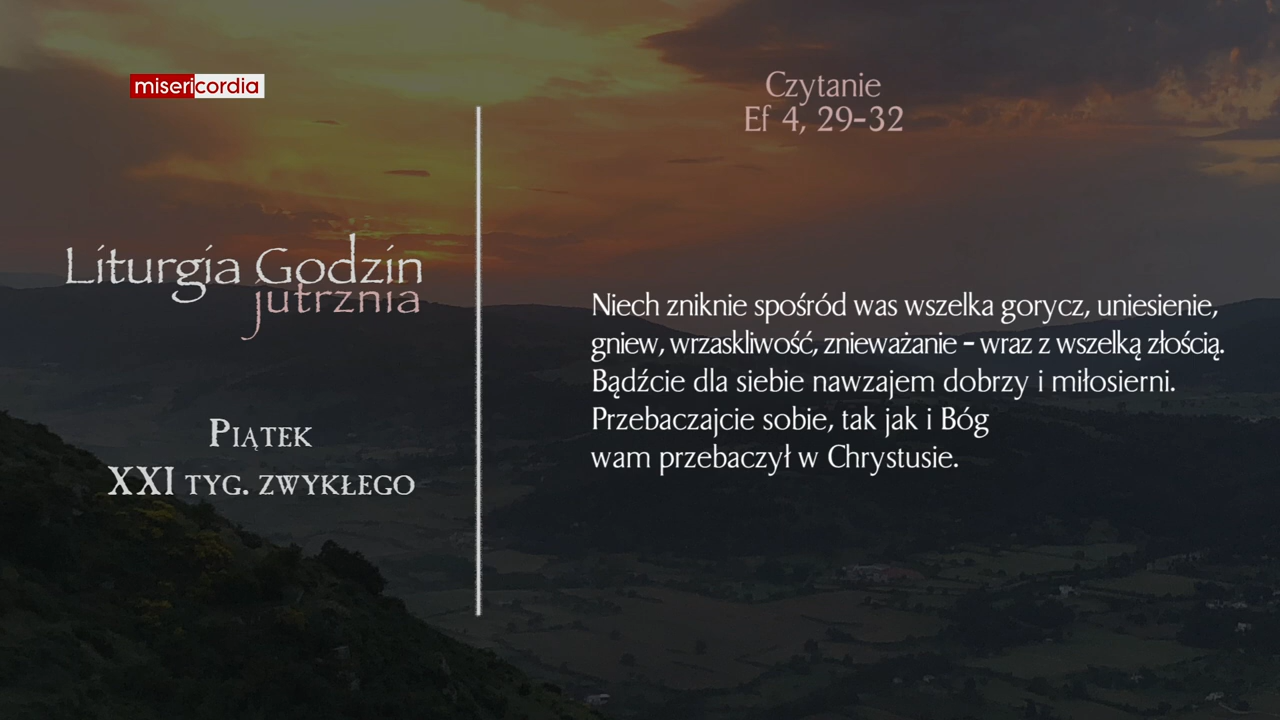 misericordia
Liturgia Godzin
jutrznia
Piątek
XXI tyg. zwykłego
Czytanie
Ef 4, 29-32
Niech zniknie spośród was wszelka gorycz, uniesienie,
gniew, wrzaskliwość, znieważanie - wraz z wszelką złością.
Bądźcie dla siebie nawzajem dobrzy i miłosierni.
Przebaczajcie sobie, tak jak i Bóg
wam przebaczył w Chrystusie.